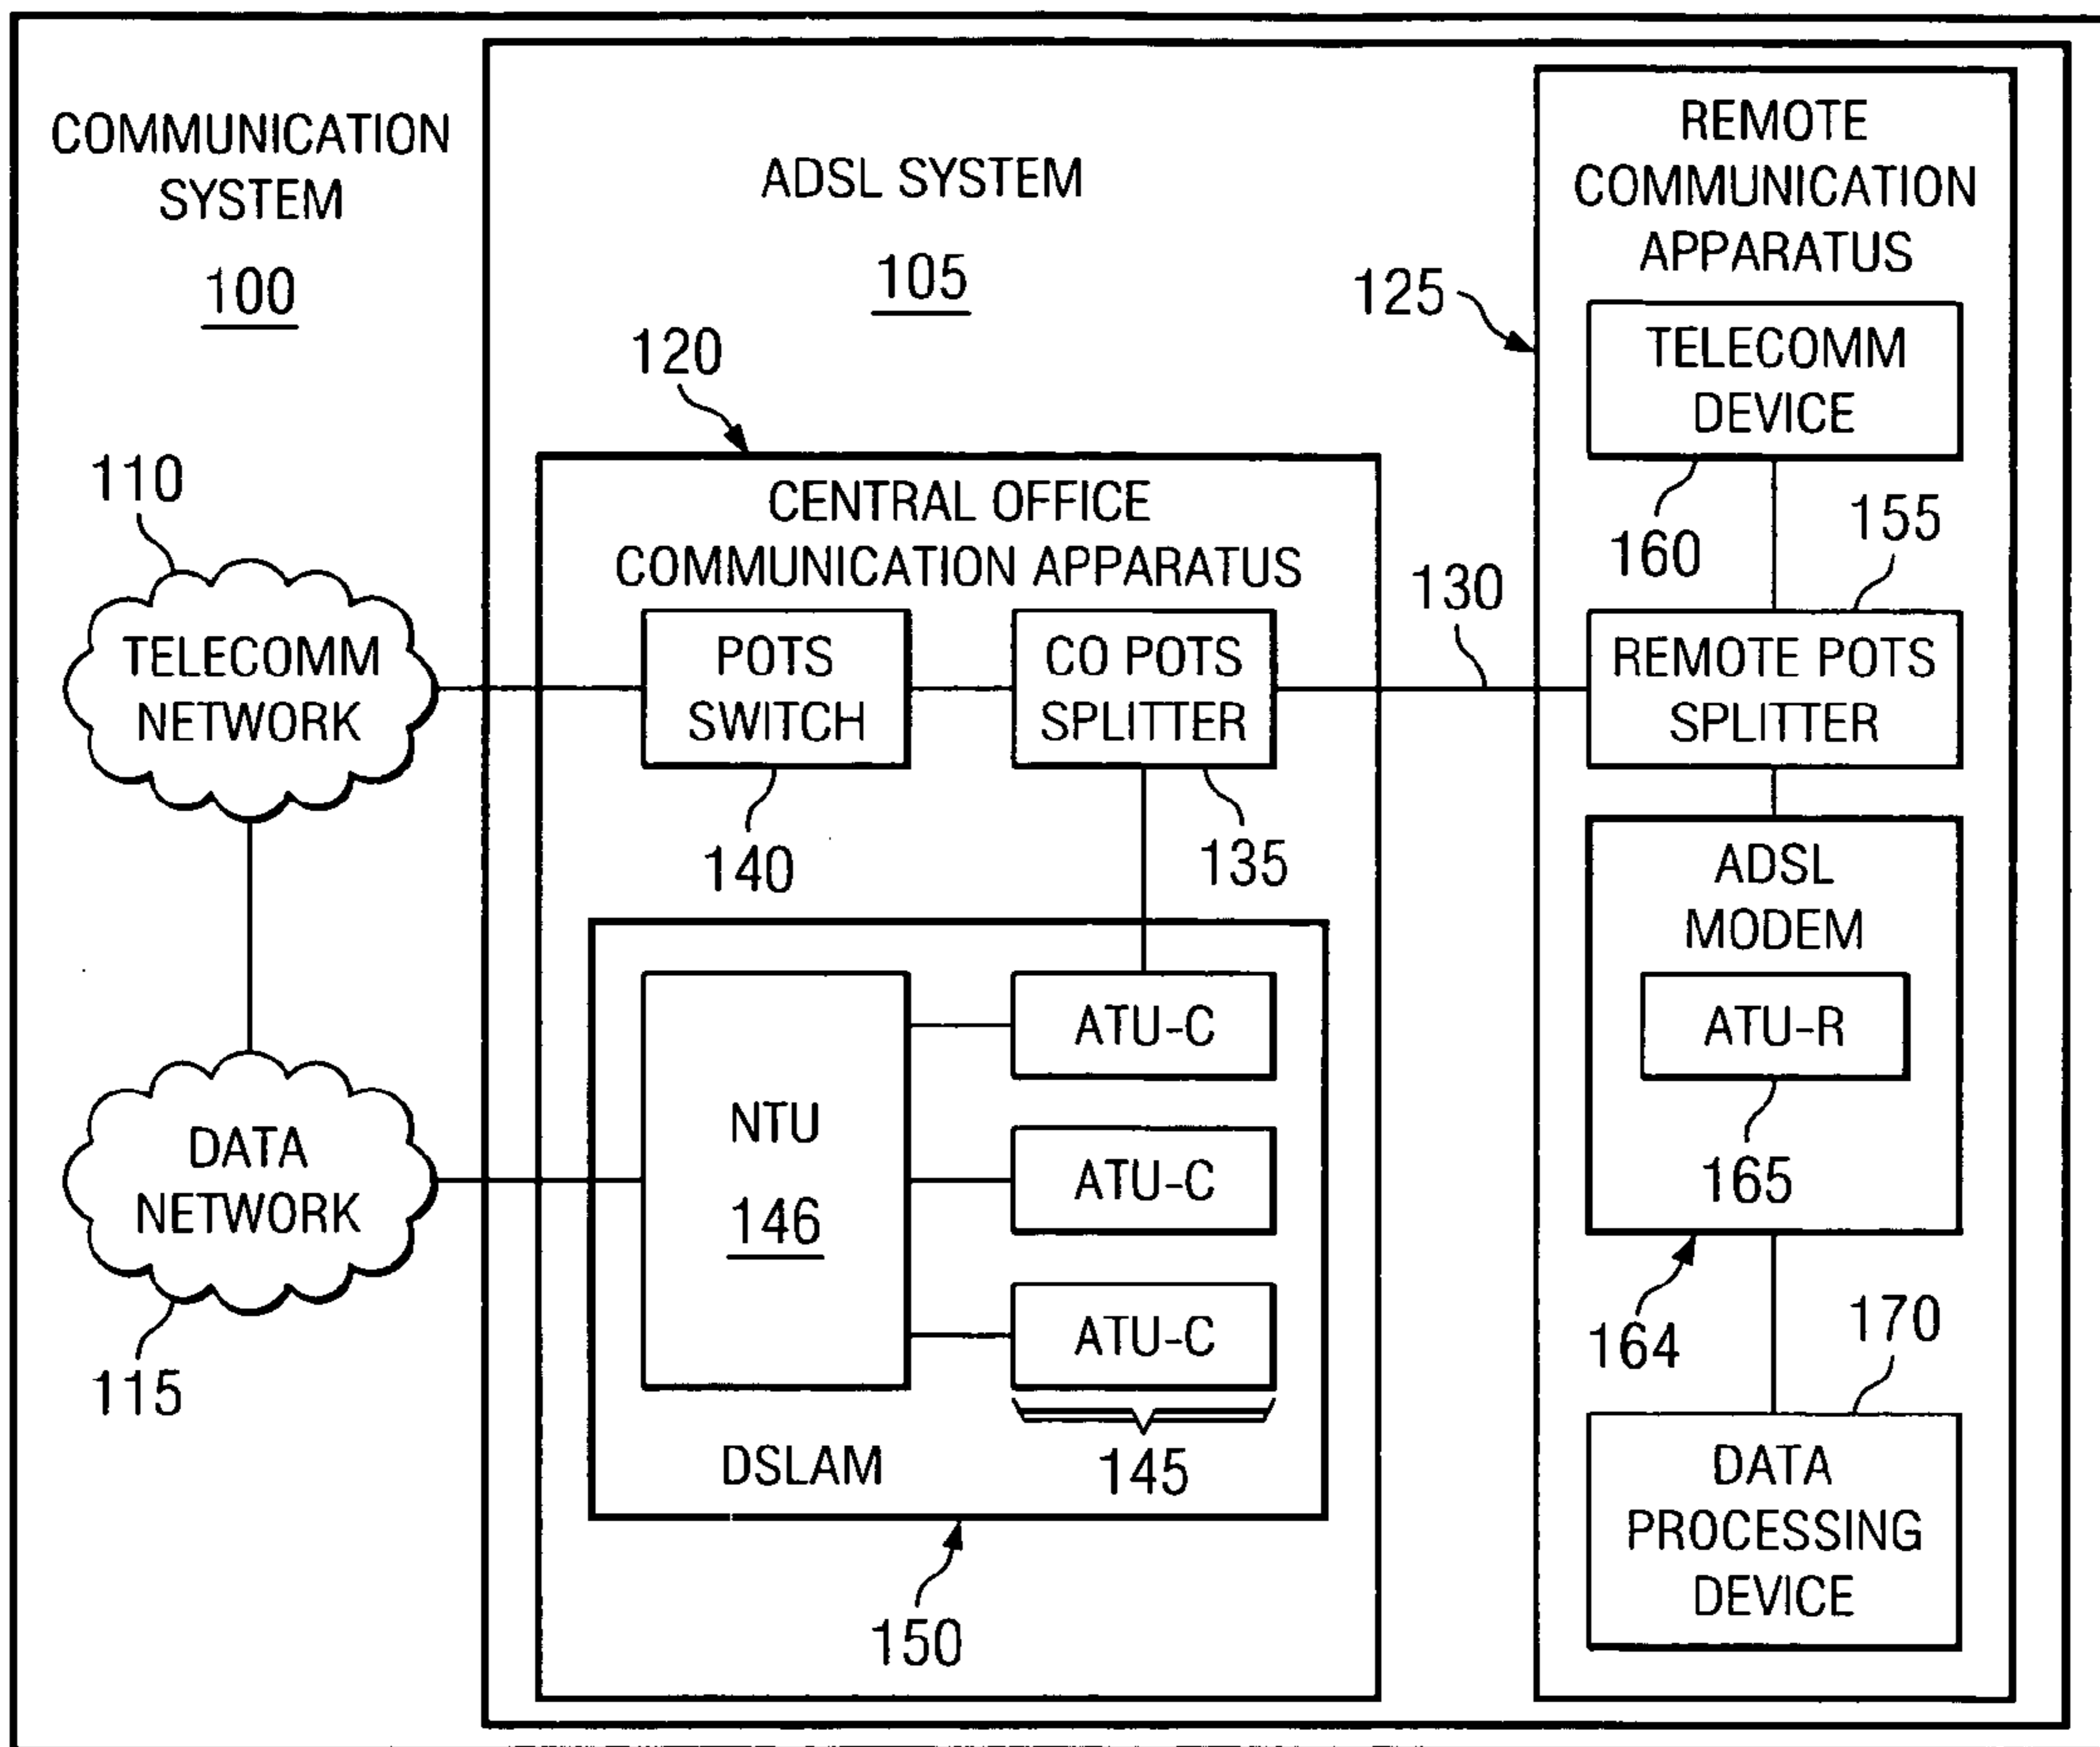 COMMUNICATION
SYSTEM
100
ADSL SYSTEM
105
REMOTE
COMMUNICATION
APPARATUS
125
TELECOMM
DEVICE
160
120
CENTRAL OFFICE
COMMUNICATION APPARATUS
110
TELECOMM
NETWORK
POTS
SWITCH
140
CO POTS
SPLITTER
135
130
155
REMOTE POTS
SPLITTER
ADSL
MODEM
ATU-R
165
164
DATA
NETWORK
115
NTU
146
ATU-C
ATU-C
ATU-C
145
DSLAM
150
170
DATA
PROCESSING
DEVICE